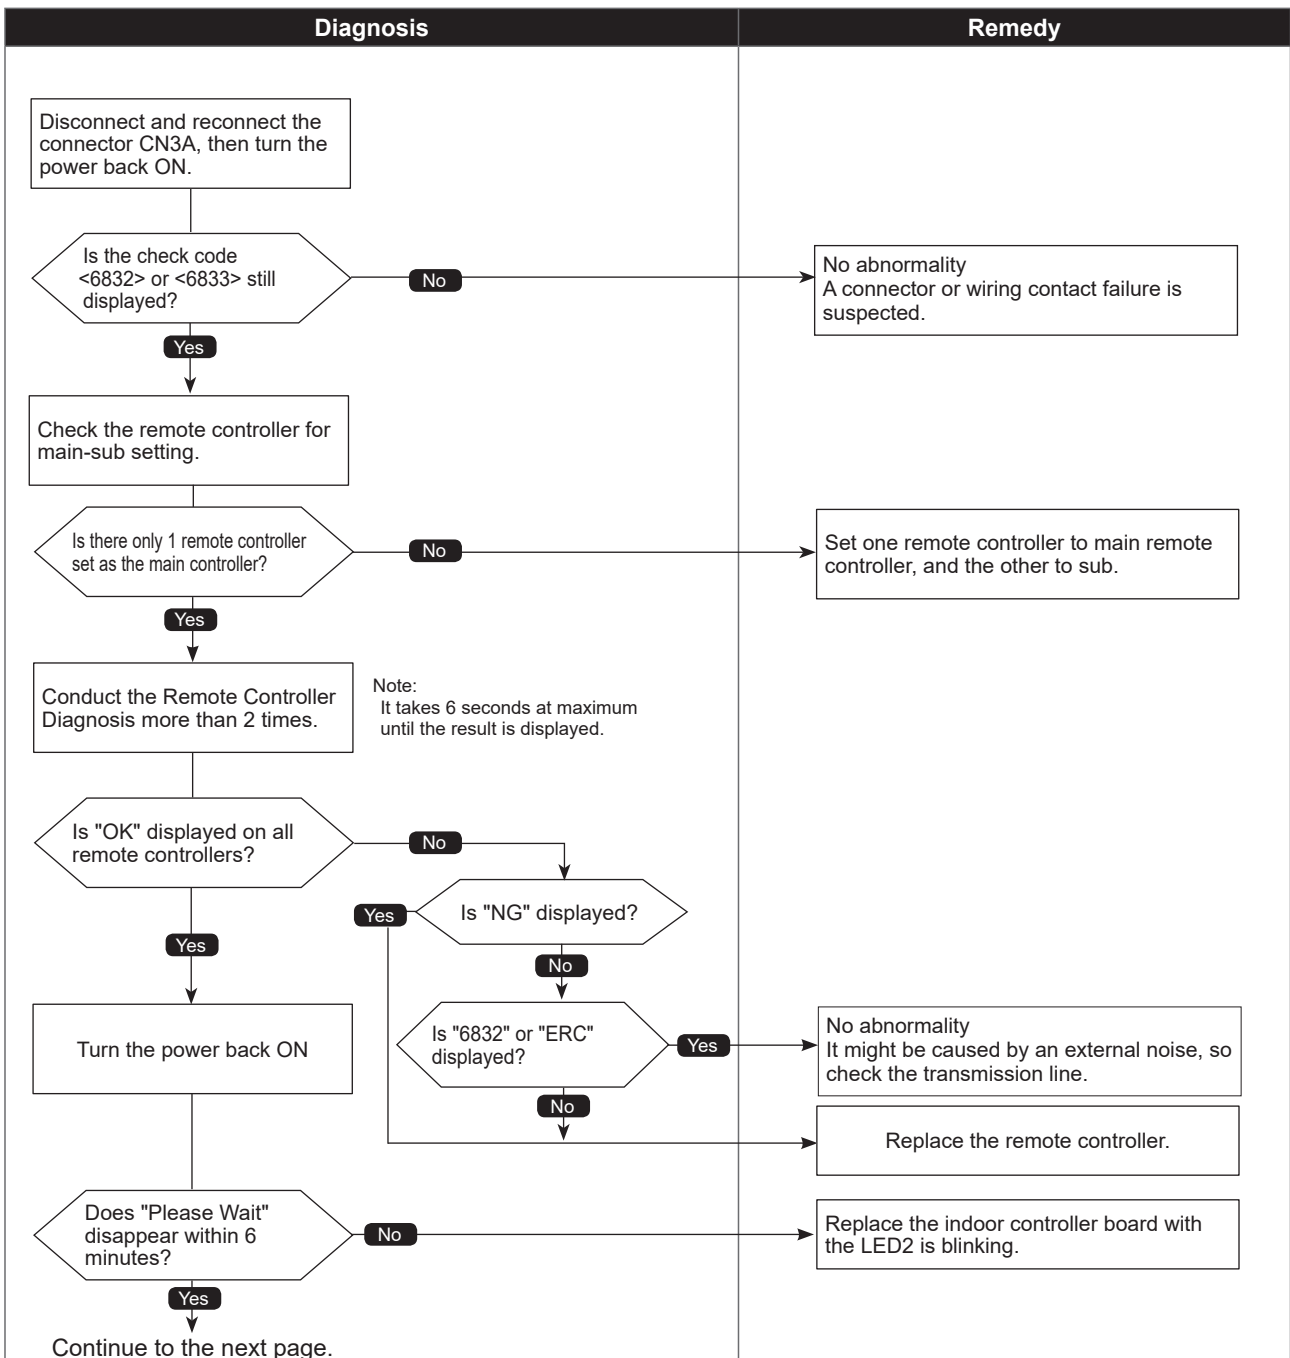 Diagnosis
Remedy
Disconnect and reconnect the
connector CN3A, then turn the
power back ON.
Is the check code
<6832> or <6833> still
displayed?
No
No abnormality
A connector or wiring contact failure is
suspected.
Yes
Check the remote controller for
main-sub setting.
Is there only 1 remote controller
set as the main controller?
No
Set one remote controller to main remote
controller, and the other to sub.
Yes
Conduct the Remote Controller
Diagnosis more than 2 times.
Note:
It takes 6 seconds at maximum
until the result is displayed.
Is "OK" displayed on all
remote controllers?
No
Is "NG" displayed?
Yes
Yes
No
Turn the power back ON
Is "6832" or "ERC"
displayed?
Yes
No abnormality
It might be caused by an external noise, so
check the transmission line.
No
Replace the remote controller.
Does "Please Wait"
disappear within 6
minutes?
No
Replace the indoor controller board with
the LED2 is blinking.
Yes
Continue to the next page.